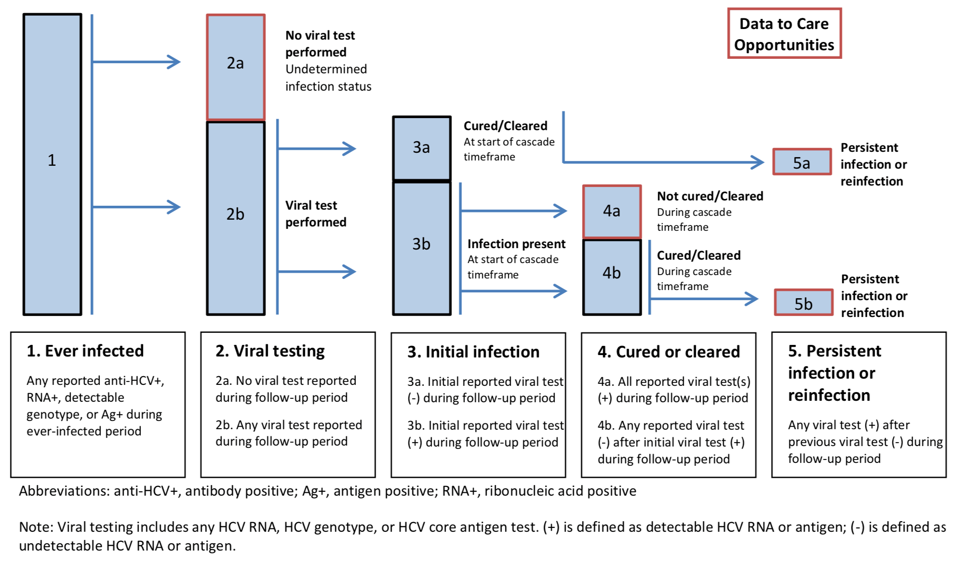 Data to Care
Opportunities
1
2a
No viral test
performed
Undetermined
infection status
2b
Viral test
performed
3a
Cured/Cleared
At start of cascade
timeframe
3b
Infection present
At start of cascade
timeframe
4a
Not cured/Cleared
During cascade
timeframe
4b
Cured/Cleared
During cascade
timeframe
5a
Persistent
infection or
reinfection
5b
Persistent
infection or
reinfection
1. Ever infected
Any reported anti-HCV+,
RNA+, detectable
genotype, or Ag+ during
ever-infected period
2. Viral testing
2a. No viral test reported
during follow-up period
2b. Any viral test reported
during follow-up period
3. Initial infection
3a. Initial reported viral test
(-) during follow-up period
3b. Initial reported viral test
(+) during follow-up period
4. Cured or cleared
4a. All reported viral test(s)
(+) during follow-up period
4b. Any reported viral test
(-) after initial viral test (+)
during follow-up period
5. Persistent
infection or
reinfection
Any viral test (+) after
previous viral test (-) during
follow-up period
Abbreviations: anti-HCV+, antibody positive; Ag+, antigen positive; RNA+, ribonucleic acid positive
Note: Viral testing includes any HCV RNA, HCV genotype, or HCV core antigen test. (+) is defined as detectable HCV RNA or antigen; (-) is defined as
undetectable HCV RNA or antigen.